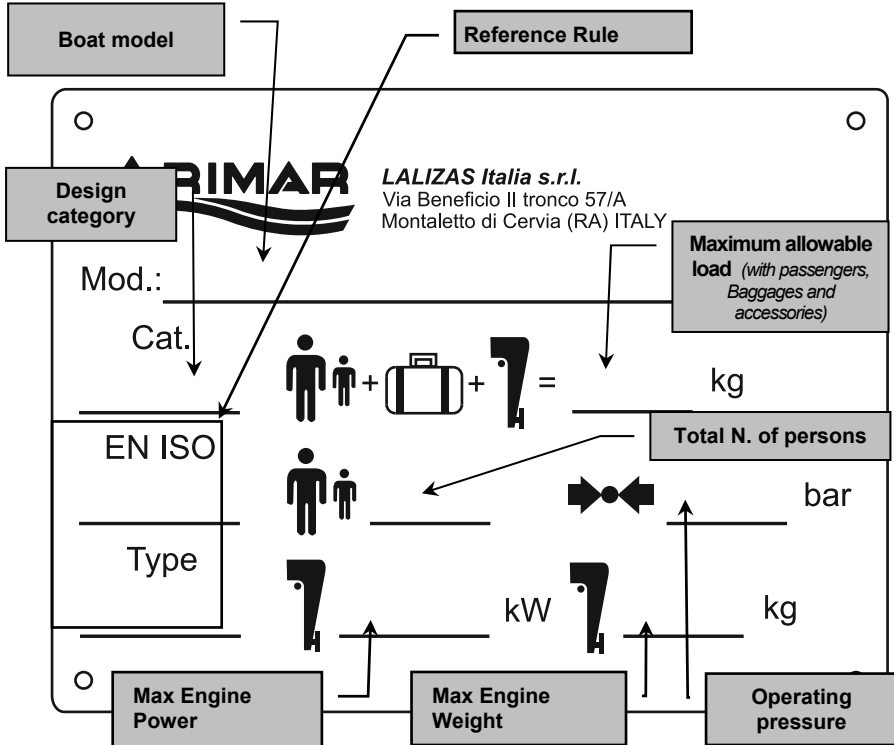 Boat model
Reference Rule
RIMAR
LALIZAS Italia s.r.l.
Via Beneficio II tronco 57/A
Montaletto di Cervia (RA) ITALY
Design
category
Maximum allowable
load (with passengers,
Baggages and
accessories)
Mod.:
Cat.
+ + = kg
EN ISO
Total N. of persons
bar
Type
kW kg
Max Engine
Power
Max Engine
Weight
Operating
pressure